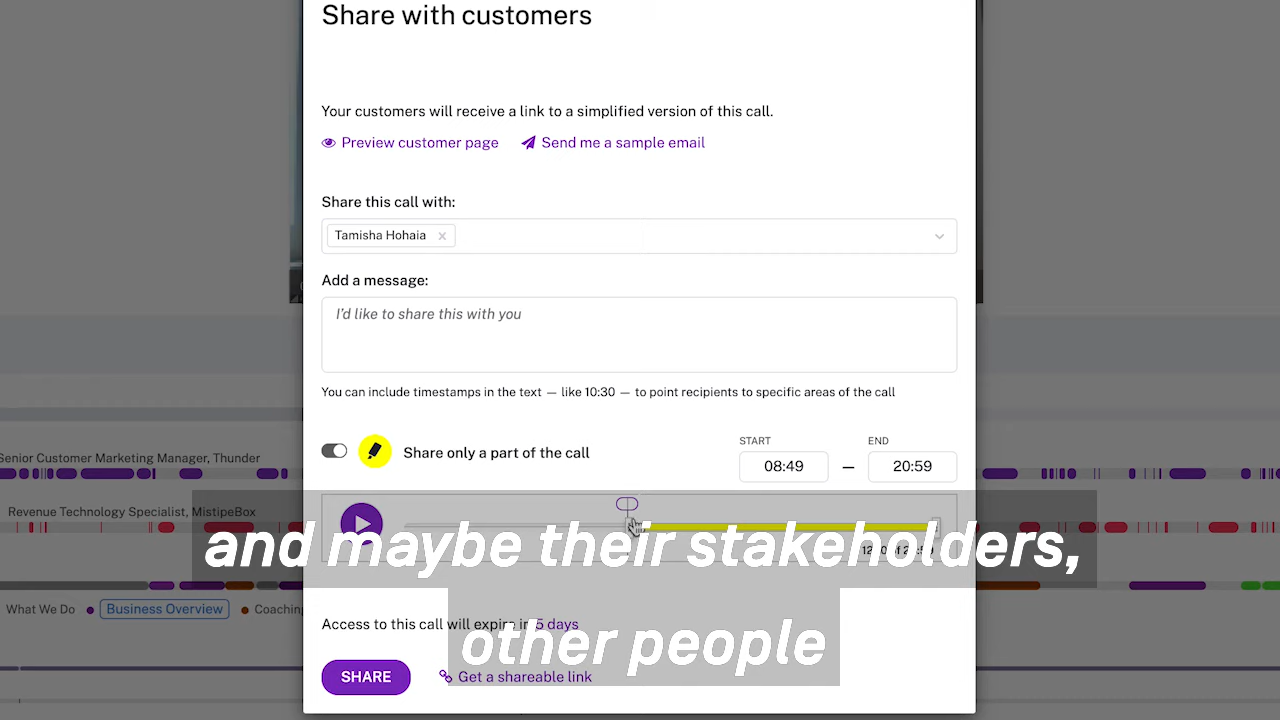 Share with customers
Your customers will receive a link to a simplified version of this call.
Preview customer page Send me a sample email
Share this call with:
Tamisha Hohaia x
Add a message:
I'd like to share this with you
You can include timestamps in the text — like 10:30 — to point recipients to specific areas of the call
START END
Share only a part of the call
08:49 — 20:59
Senior Customer Marketing Manager, Thunder
Revenue Technology Specialist, MistipeBox
and maybe their stakeholders,
What We Do Business Overview Coaching
Access to this call will expire in 5 days
other people
SHARE Get a shareable link